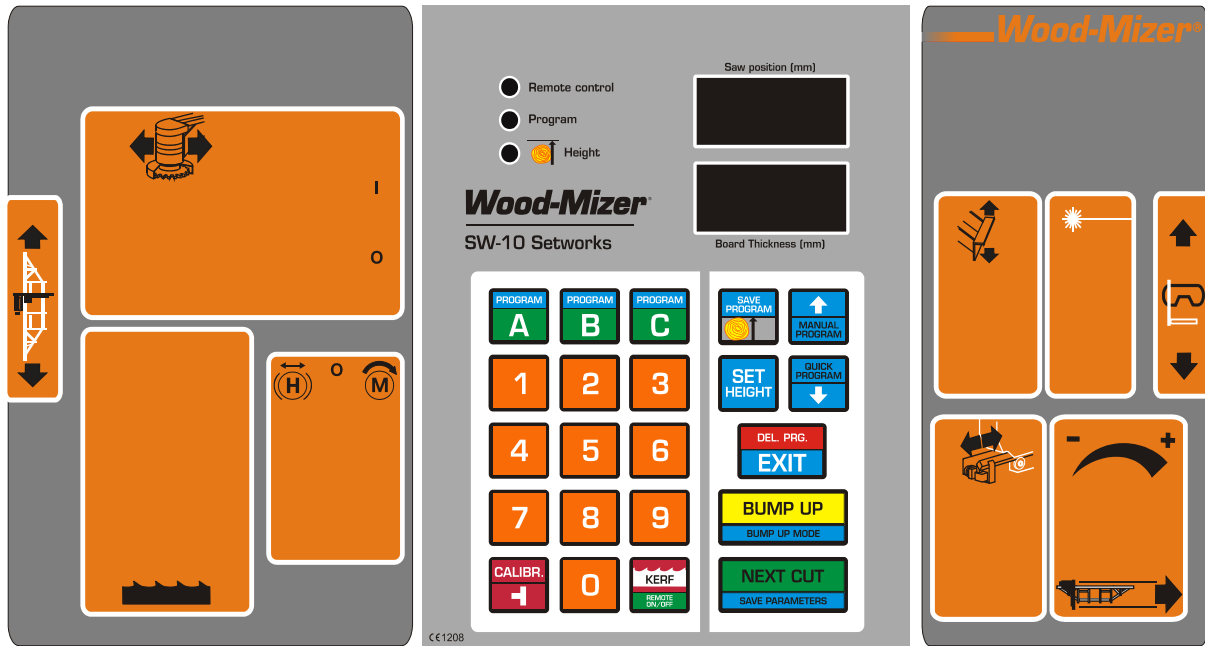 I
O
H O M
Remote control
Program
Height
Wood-Mizer®
SW-10 Setworks
Saw position (mm)
Board Thickness (mm)
PROGRAM PROGRAM PROGRAM
A B C
1 2 3
4 5 6
7 8 9
CALIBR. 0 KERF
REMOTE
ON/OFF
SAVE
PROGRAM
MANUAL
PROGRAM
SET
HEIGHT
QUICK
PROGRAM
DEL. PRG.
EXIT
BUMP UP
BUMP UP MODE
NEXT CUT
SAVE PARAMETERS
CE1208
Wood-Mizer®
- +